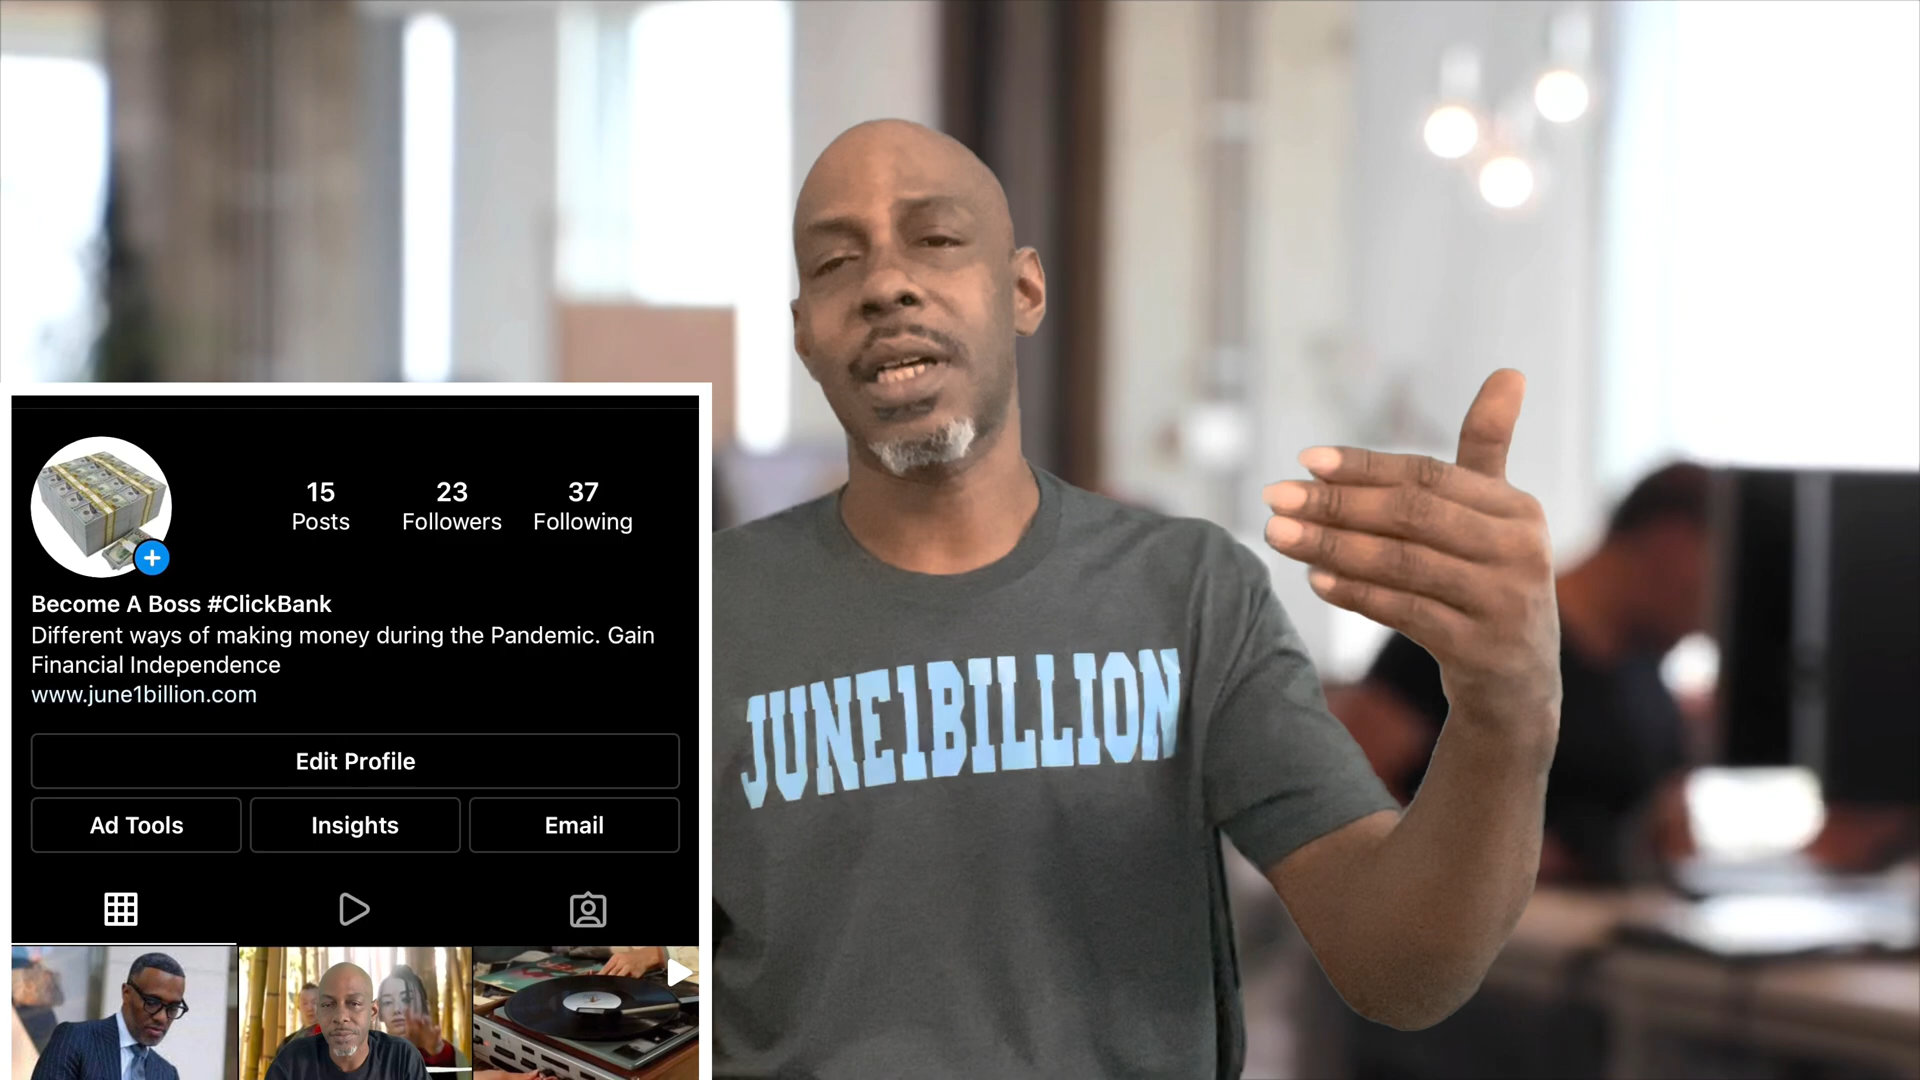 15
Posts
23
Followers
37
Following
Become A Boss #ClickBank
Different ways of making money during the Pandemic. Gain
Financial Independence
www.june1billion.com
Edit Profile
Ad Tools
Insights
Email
JUNE1BILLION